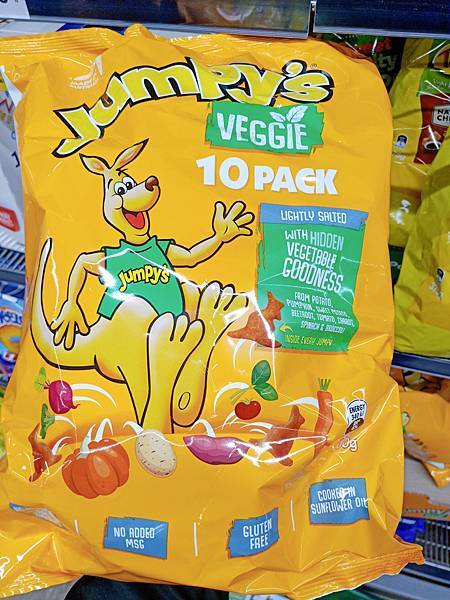 Jumpy's
VEGGIE
10 PACK
LIGHTLY SALTED
WITH HIDDEN
VEGETABLE
GOODNESS
FROM POTATO,
PUMPKIN, SWEET POTATO,
BEETROOT, TOMATO, CARROT,
SPINACH & BROCCOLI
INSIDE EVERY JUMPY
Jumpy's
ENERGY
NO ADDED
MSG
GLUTEN
FREE
COOKED IN
SUNFLOWER OIL